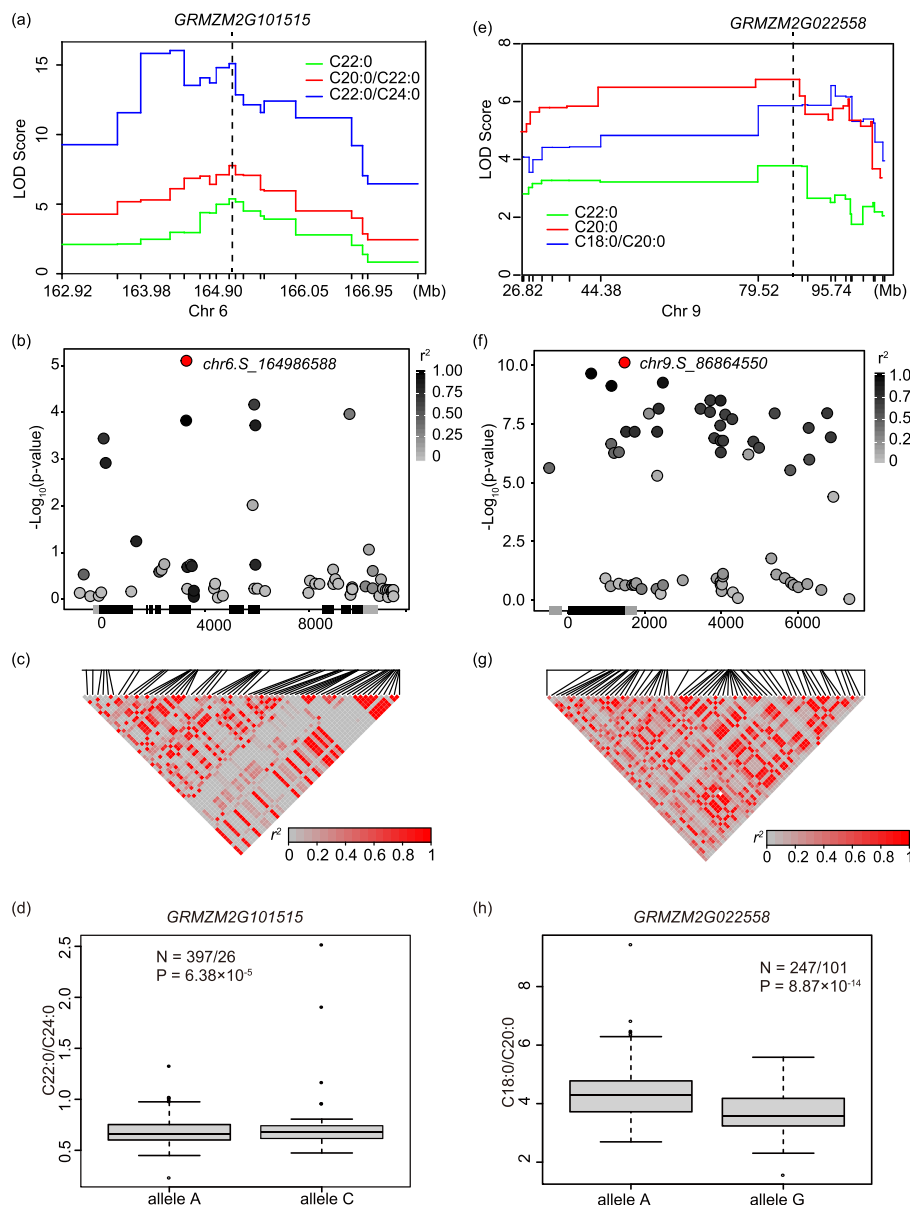 (a)
GRMZM2G101515
LOD Score
15
10
5
0
C22:0
C20:0/C22:0
C22:0/C24:0
162.92 163.98 164.90 166.05 166.95 (Mb)
Chr 6
(e)
GRMZM2G022558
LOD Score
8
6
4
2
0
C22:0
C20:0
C18:0/C20:0
26.82 44.38 79.52 95.74 (Mb)
Chr 9
(b)
-Log10(p-value)
5
4
3
2
1
0
chr6.S_164986588
r²
1.00
0.75
0.50
0.25
0
0 4000 8000
(f)
-Log10(p-value)
10.0
7.5
5.0
2.5
0.0
chr9.S_86864550
r²
1.0
0.7
0.5
0.2
0
0 2000 4000 6000
(c)
r²
0 0.2 0.4 0.6 0.8 1
(g)
r²
0 0.2 0.4 0.6 0.8 1
(d)
GRMZM2G101515
N = 397/26
P = 6.38×10⁻⁵
C22:0/C24:0
2.5
2.0
1.5
1.0
0.5
allele A allele C
(h)
GRMZM2G022558
N = 247/101
P = 8.87×10⁻¹⁴
C18:0/C20:0
8
6
4
2
allele A allele G